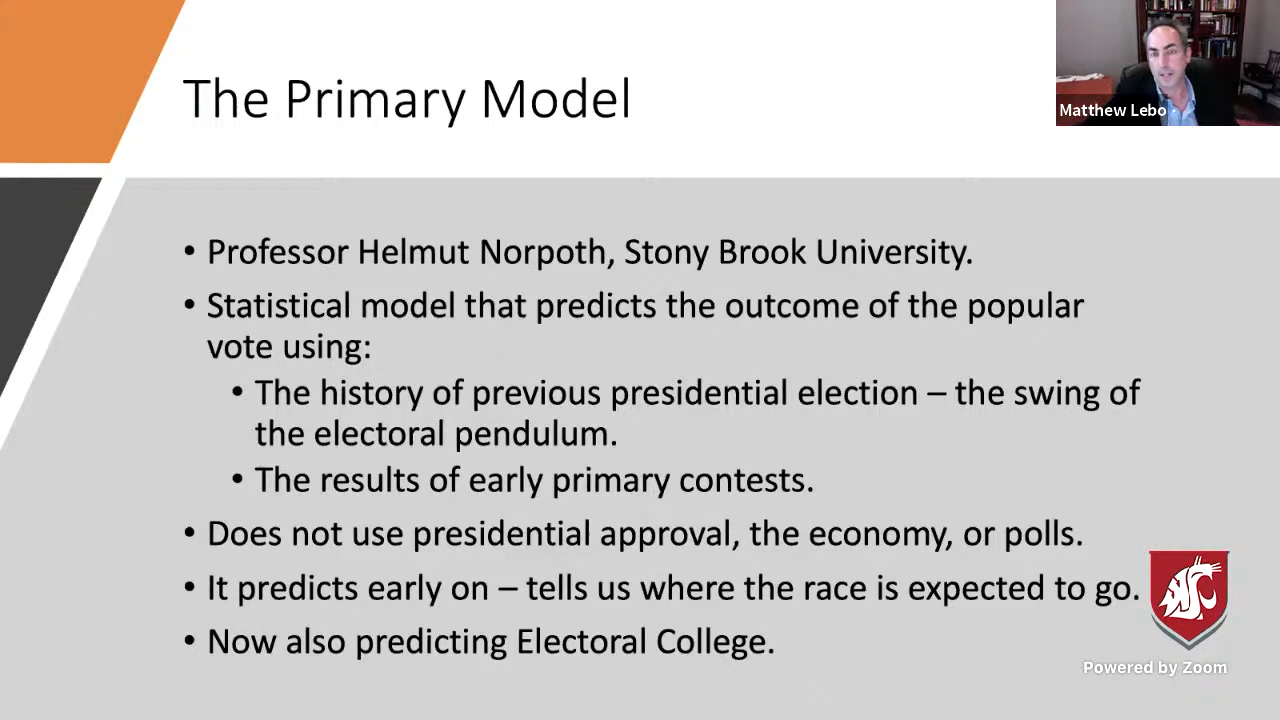 The Primary Model
Matthew Lebo
• Professor Helmut Norpoth, Stony Brook University.
• Statistical model that predicts the outcome of the popular
vote using:
• The history of previous presidential election – the swing of
the electoral pendulum.
• The results of early primary contests.
• Does not use presidential approval, the economy, or polls.
• It predicts early on – tells us where the race is expected to go.
• Now also predicting Electoral College.
Powered by Zoom